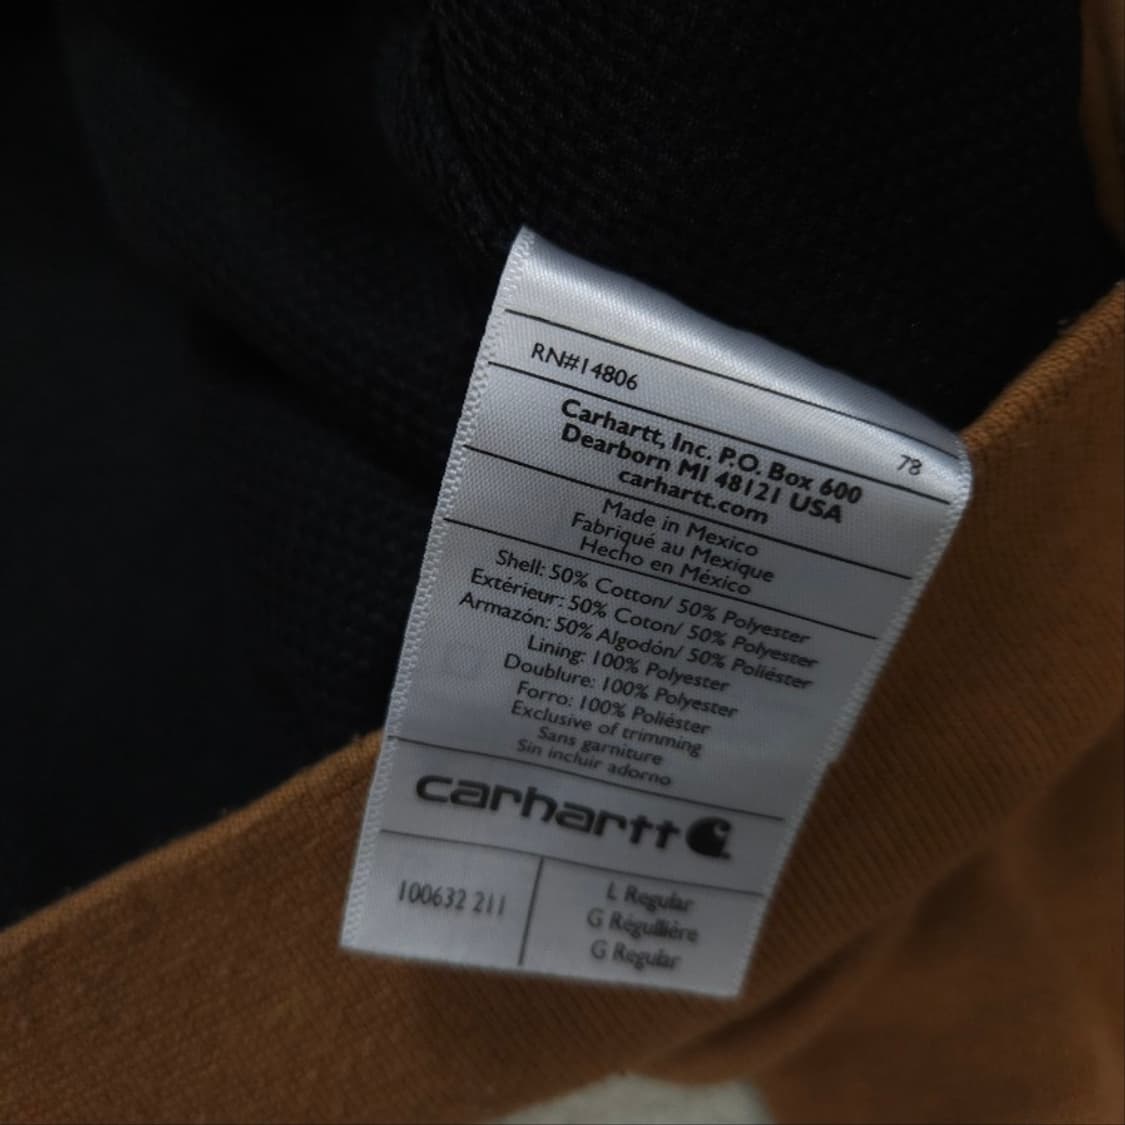 RN#14806
78
Carhartt, Inc. P.O. Box 600
Dearborn MI 48121 USA
carhartt.com
Made in Mexico
Fabriqué au Mexique
Hecho en México
Shell: 50% Cotton/ 50% Polyester
Extérieur: 50% Coton/ 50% Polyester
Armazón: 50% Algodón/ 50% Poliéster
Lining: 100% Polyester
Doublure: 100% Polyester
Forro: 100% Poliéster
Exclusive of trimming
Sans garniture
Sin incluir adorno
carhartt
100632 211
L Regular
G Régullière
G Regular